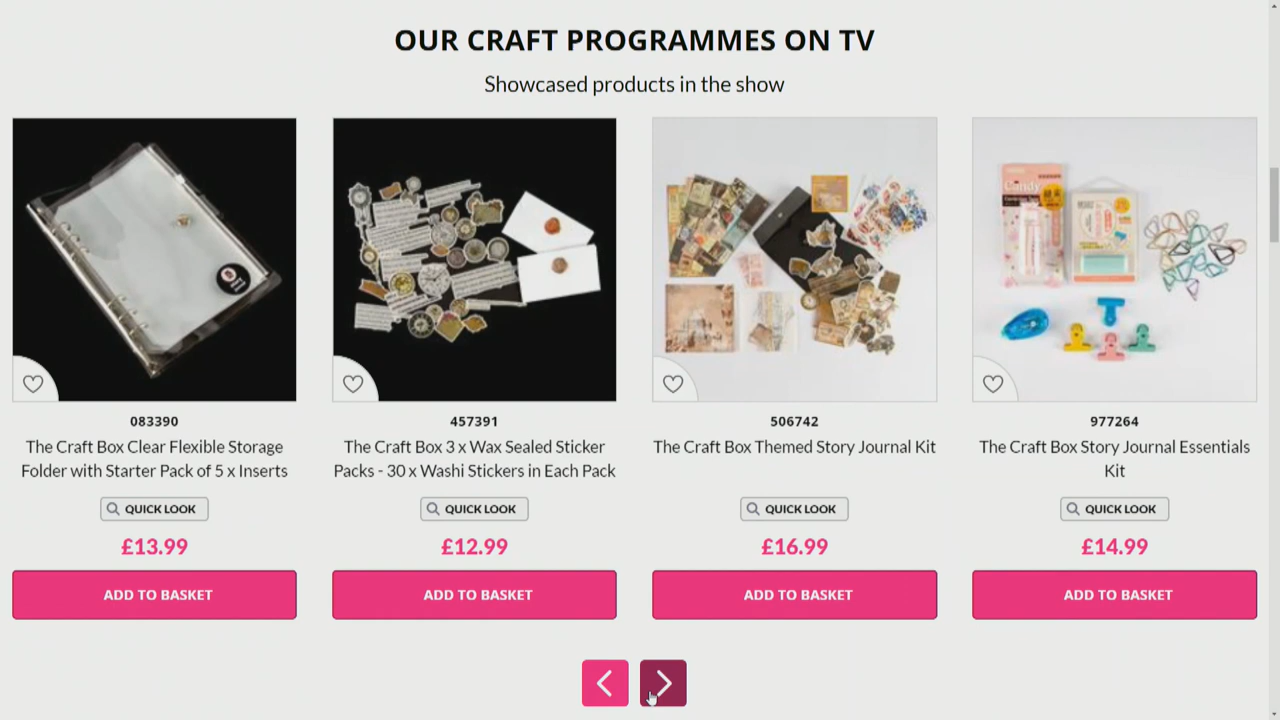 OUR CRAFT PROGRAMMES ON TV
Showcased products in the show
Candy
083390
The Craft Box Clear Flexible Storage
Folder with Starter Pack of 5 x Inserts
QUICK LOOK
£13.99
ADD TO BASKET
457391
The Craft Box 3 x Wax Sealed Sticker
Packs - 30 x Washi Stickers in Each Pack
QUICK LOOK
£12.99
ADD TO BASKET
506742
The Craft Box Themed Story Journal Kit
QUICK LOOK
£16.99
ADD TO BASKET
977264
The Craft Box Story Journal Essentials
Kit
QUICK LOOK
£14.99
ADD TO BASKET